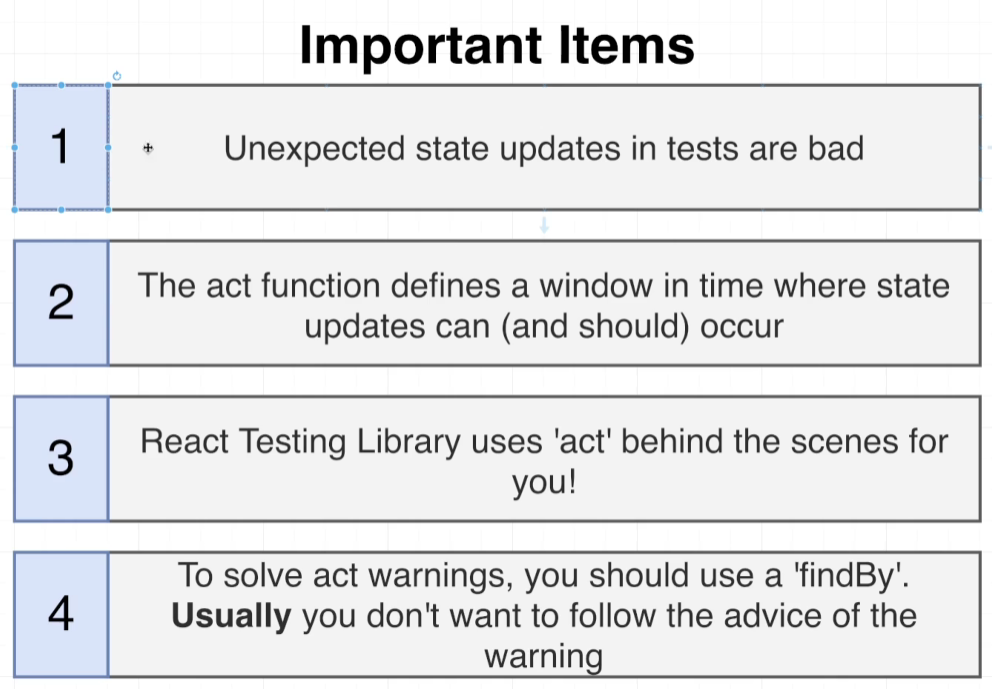 Important Items
1
Unexpected state updates in tests are bad
2
The act function defines a window in time where state
updates can (and should) occur
3
React Testing Library uses 'act' behind the scenes for
you!
4
To solve act warnings, you should use a 'findBy'.
Usually you don't want to follow the advice of the
warning